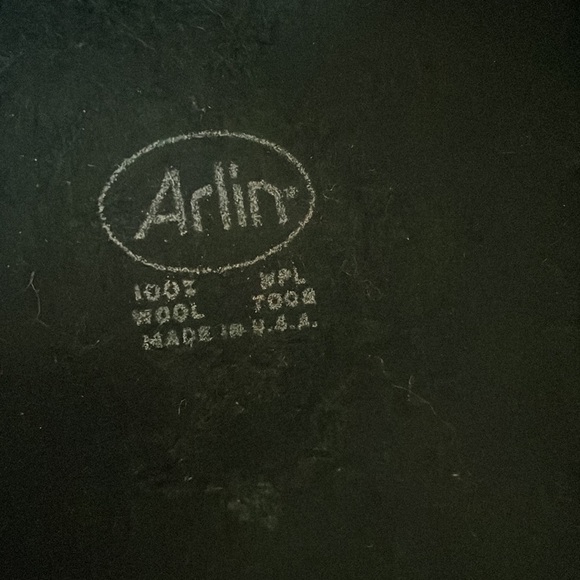 Arlin
100% WPL
WOOL 7008
MADE IN U.S.A.